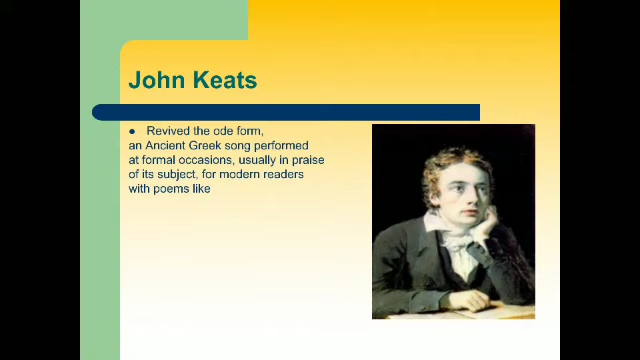 John Keats
Revived the ode form,
an Ancient Greek song performed
at formal occasions, usually in praise
of its subject, for modern readers
with poems like